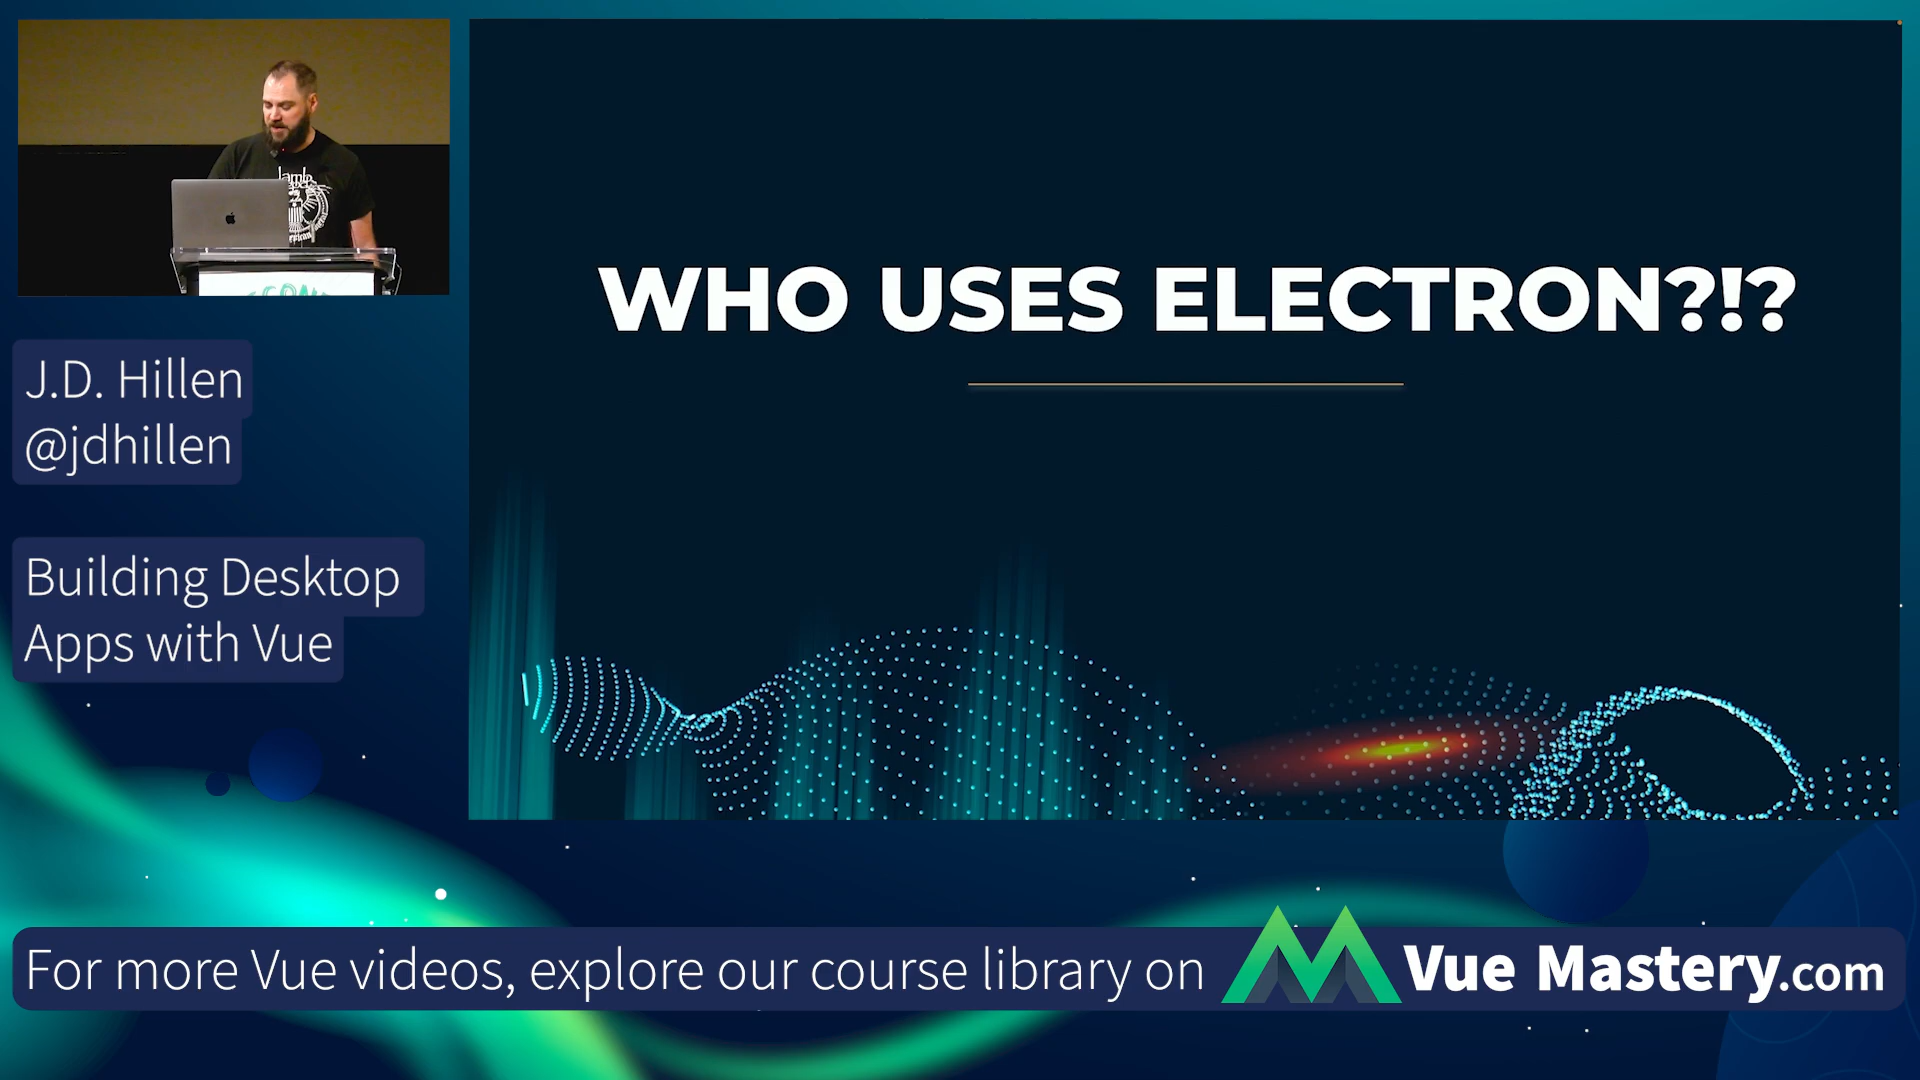 WHO USES ELECTRON?!?
J.D. Hillen
@jdhillen
Building Desktop
Apps with Vue
For more Vue videos, explore our course library on Vue Mastery.com